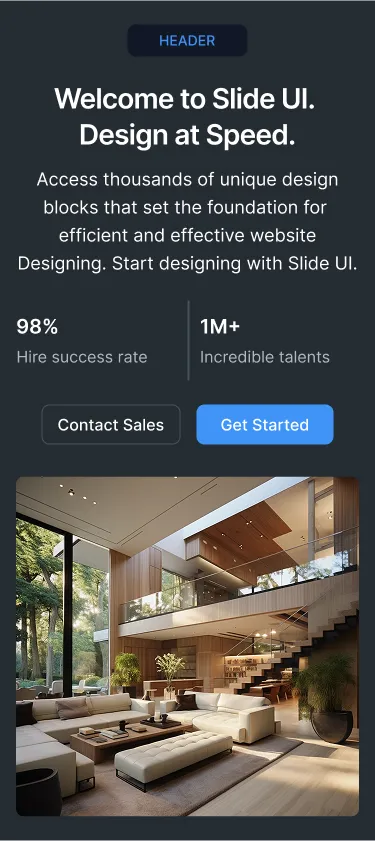 HEADER
Welcome to Slide UI.
Design at Speed.
Access thousands of unique design
blocks that set the foundation for
efficient and effective website
Designing. Start designing with Slide UI.
98%
Hire success rate
1M+
Incredible talents
Contact Sales
Get Started